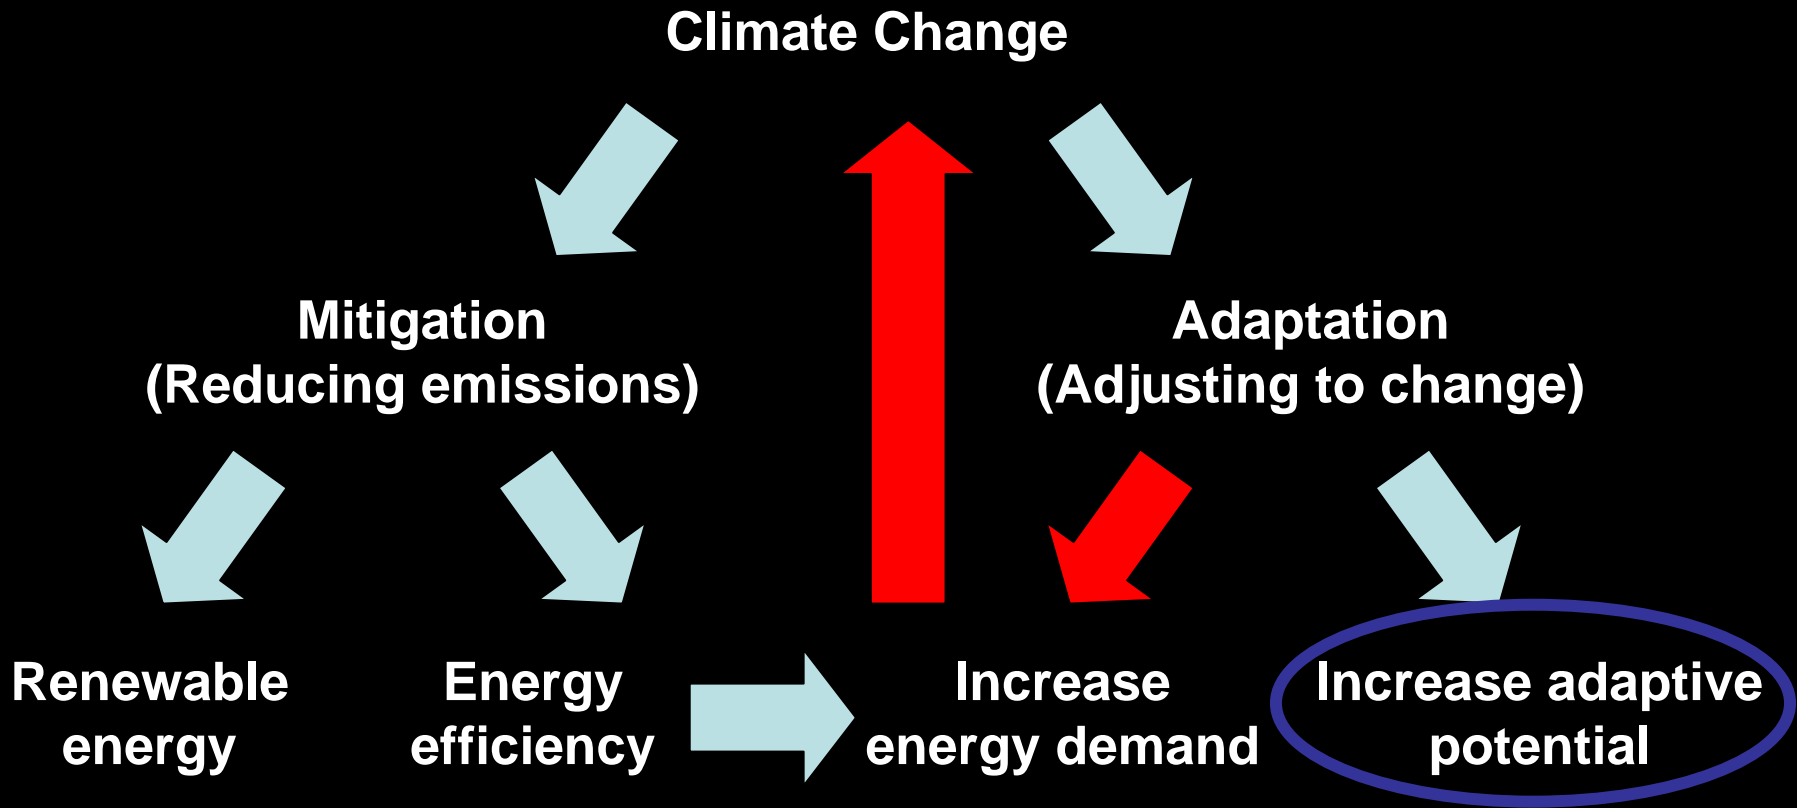 Climate Change
Mitigation
(Reducing emissions)
Adaptation
(Adjusting to change)
Renewable
energy
Energy
efficiency
Increase
energy demand
Increase adaptive
potential